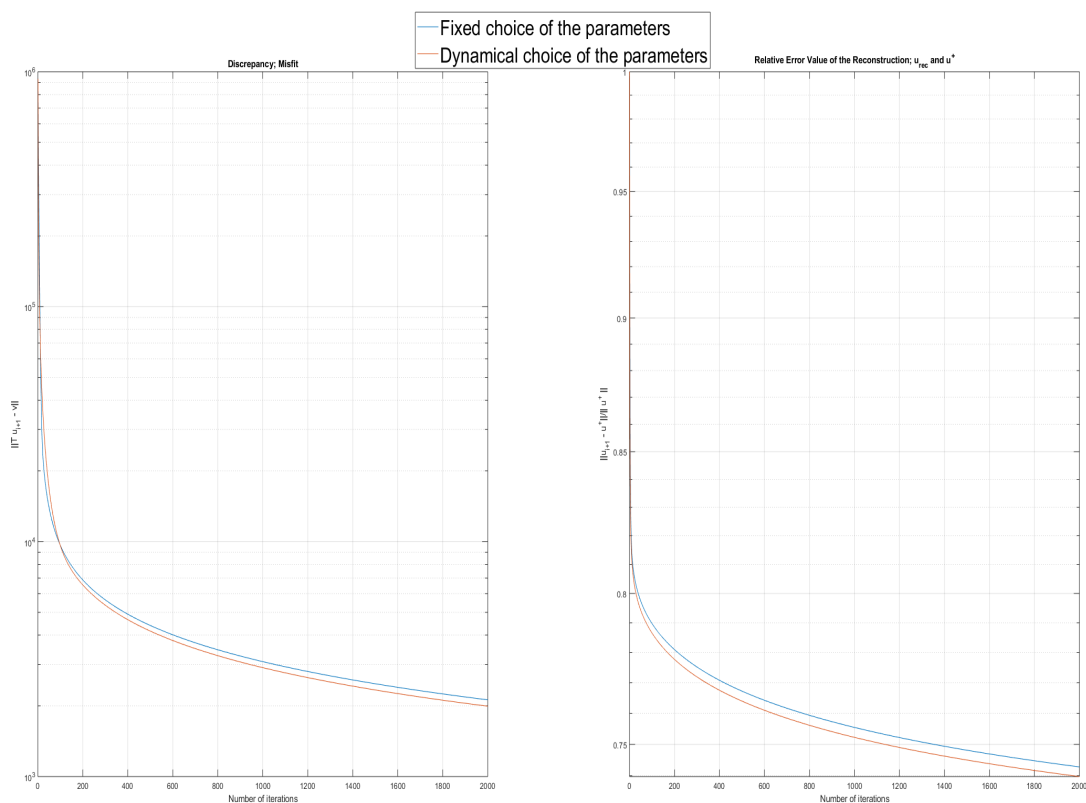 Fixed choice of the parameters
Dynamical choice of the parameters
Discrepancy; Misfit
10^6
10^5
10^4
10^3
||T u_{i+1} - v||
0 200 400 600 800 1000 1200 1400 1600 1800 2000
Number of iterations
Relative Error Value of the Reconstruction; u_{rec} and u^+
1
0.95
0.9
0.85
0.8
0.75
||u_{i+1} - u^+||/|| u^+ ||
0 200 400 600 800 1000 1200 1400 1600 1800 2000
Number of iterations